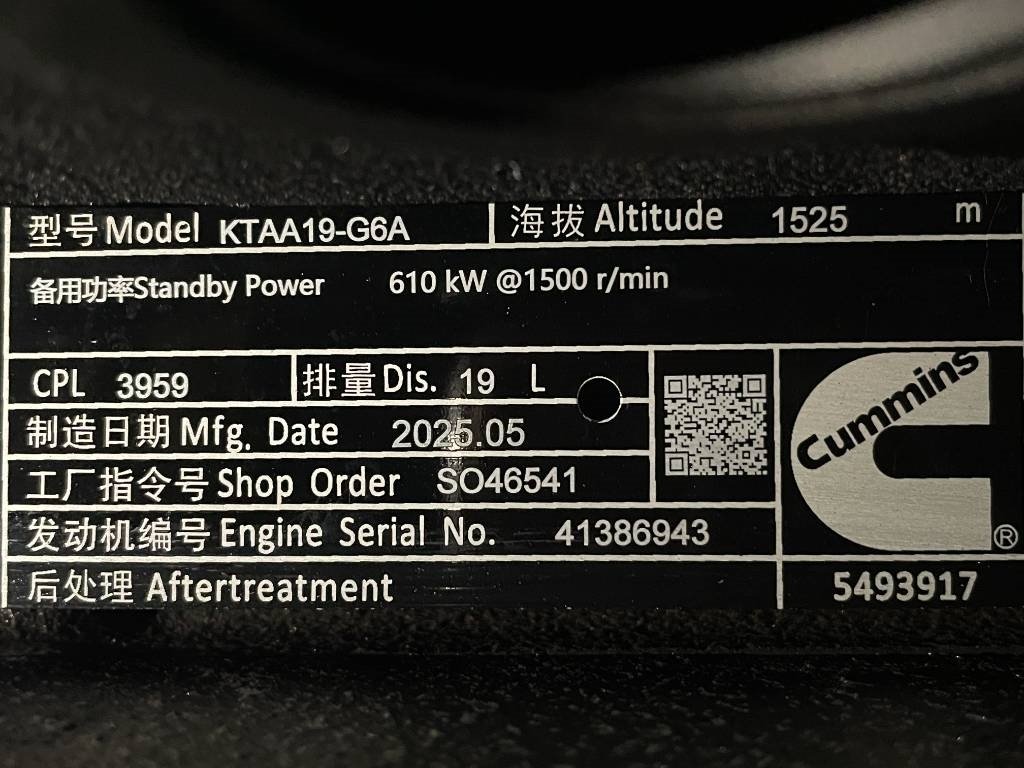 型号 Model KTAA19-G6A 海拔 Altitude 1525 m
备用功率Standby Power 610 kW @1500 r/min
CPL 3959 排量 Dis. 19 L
制造日期 Mfg. Date 2025.05
工厂指令号 Shop Order SO46541
发动机编号 Engine Serial No. 41386943
后处理 Aftertreatment
Cummins ®
5493917